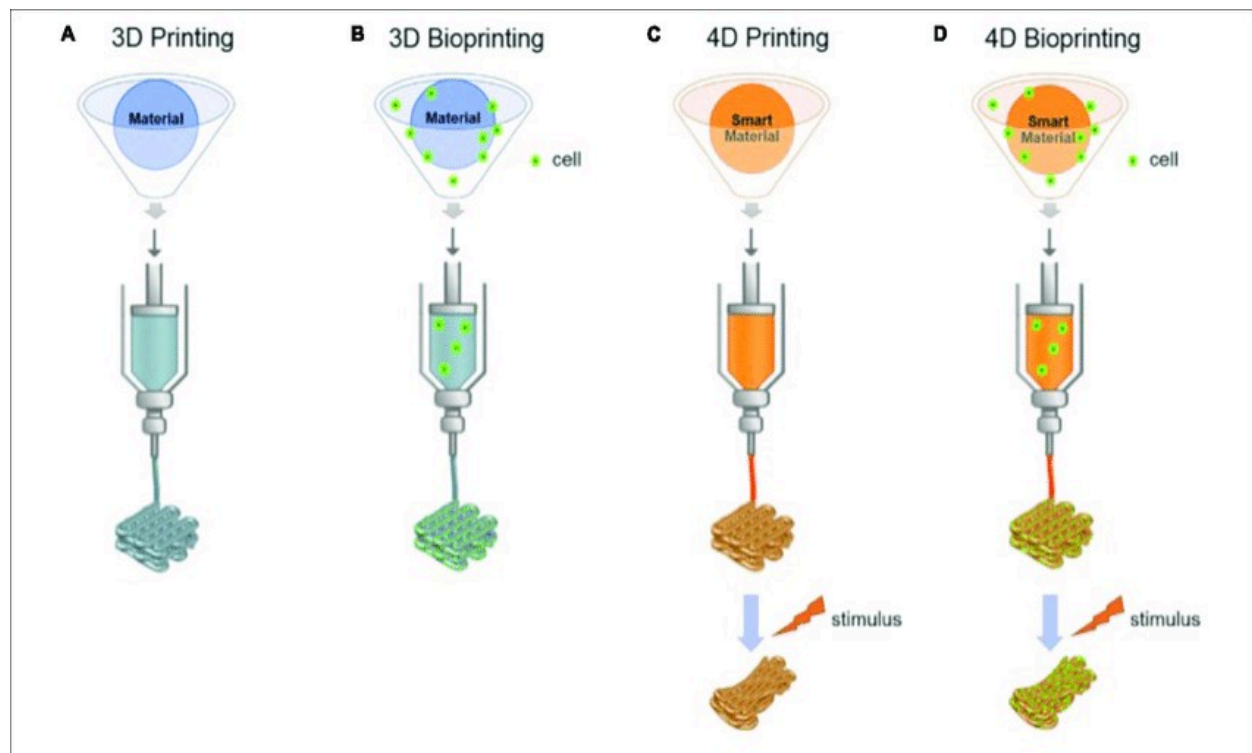 A 3D Printing
B 3D Bioprinting
C 4D Printing
D 4D Bioprinting
Material
Material
cell
Smart
Material
Smart
Material
cell
stimulus
stimulus